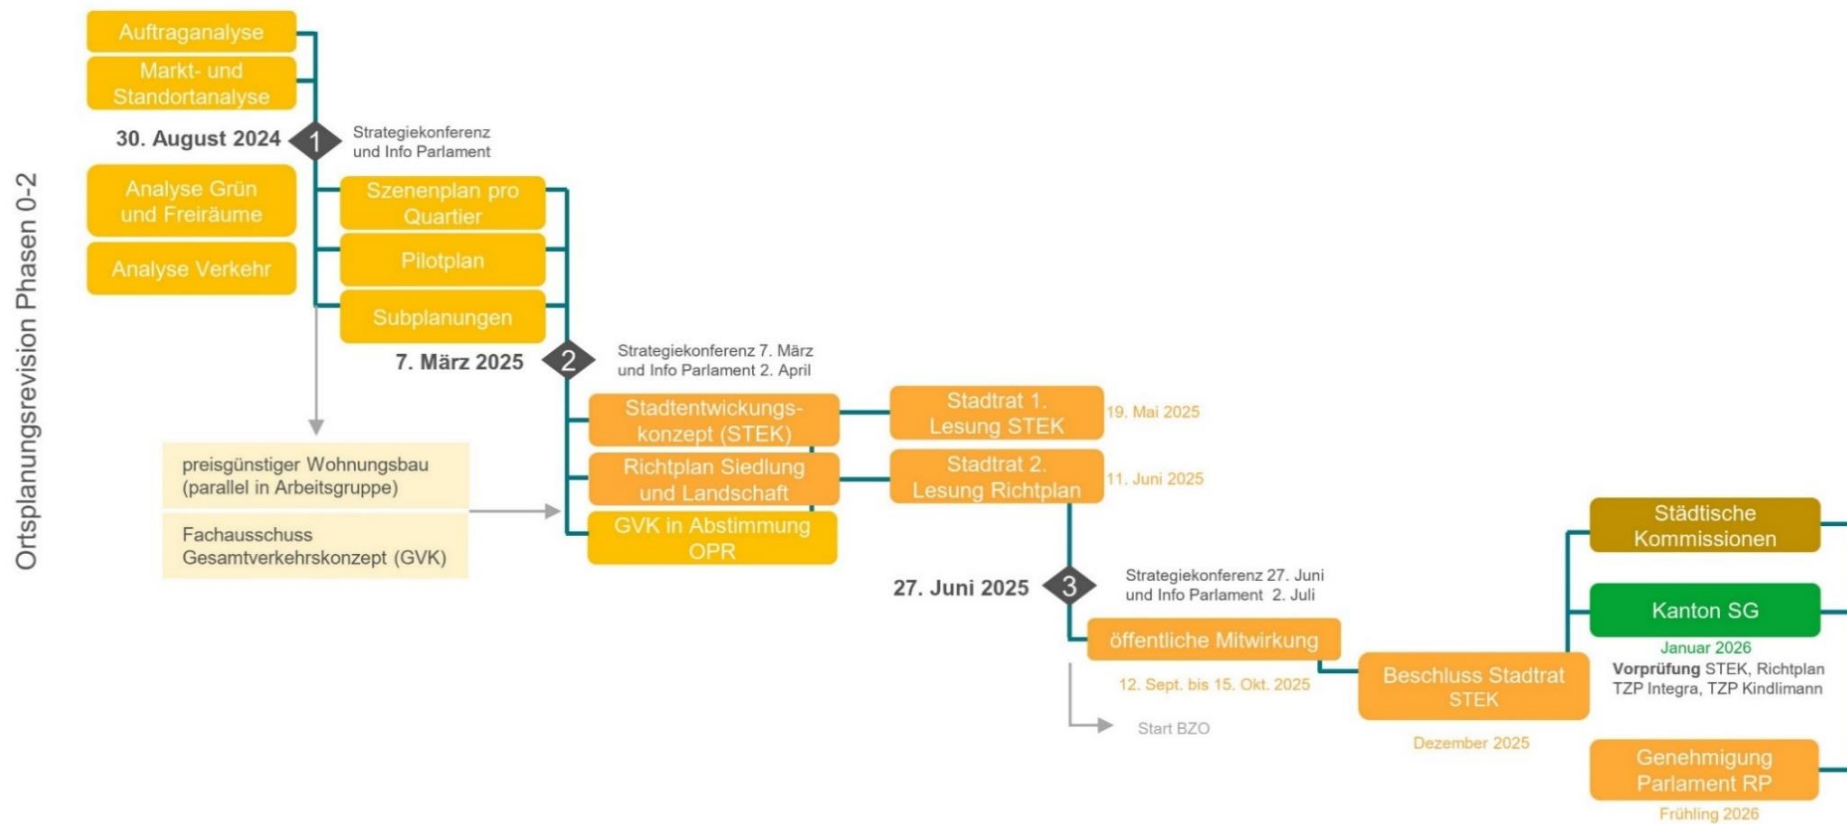 Ortsplanungsrevision Phasen 0-2
Auftraganalyse
Markt- und
Standortanalyse
30. August 2024
1
Strategiekonferenz
und Info Parlament
Analyse Grün
und Freiräume
Analyse Verkehr
Szenenplan pro
Quartier
Pilotplan
Subplanungen
7. März 2025
2
Strategiekonferenz 7. März
und Info Parlament 2. April
preisgünstiger Wohnungsbau
(parallel in Arbeitsgruppe)
Fachausschuss
Gesamtverkehrskonzept (GVK)
Stadtentwickungs-
konzept (STEK)
Richtplan Siedlung
und Landschaft
GVK in Abstimmung
OPR
Stadtrat 1.
Lesung STEK
19. Mai 2025
Stadtrat 2.
Lesung Richtplan
11. Juni 2025
27. Juni 2025
3
Strategiekonferenz 27. Juni
und Info Parlament 2. Juli
öffentliche Mitwirkung
12. Sept. bis 15. Okt. 2025
Start BZO
Beschluss Stadtrat
STEK
Dezember 2025
Städtische
Kommissionen
Kanton SG
Januar 2026
Vorprüfung STEK, Richtplan
TZP Integra, TZP Kindlimann
Genehmigung
Parlament RP
Frühling 2026